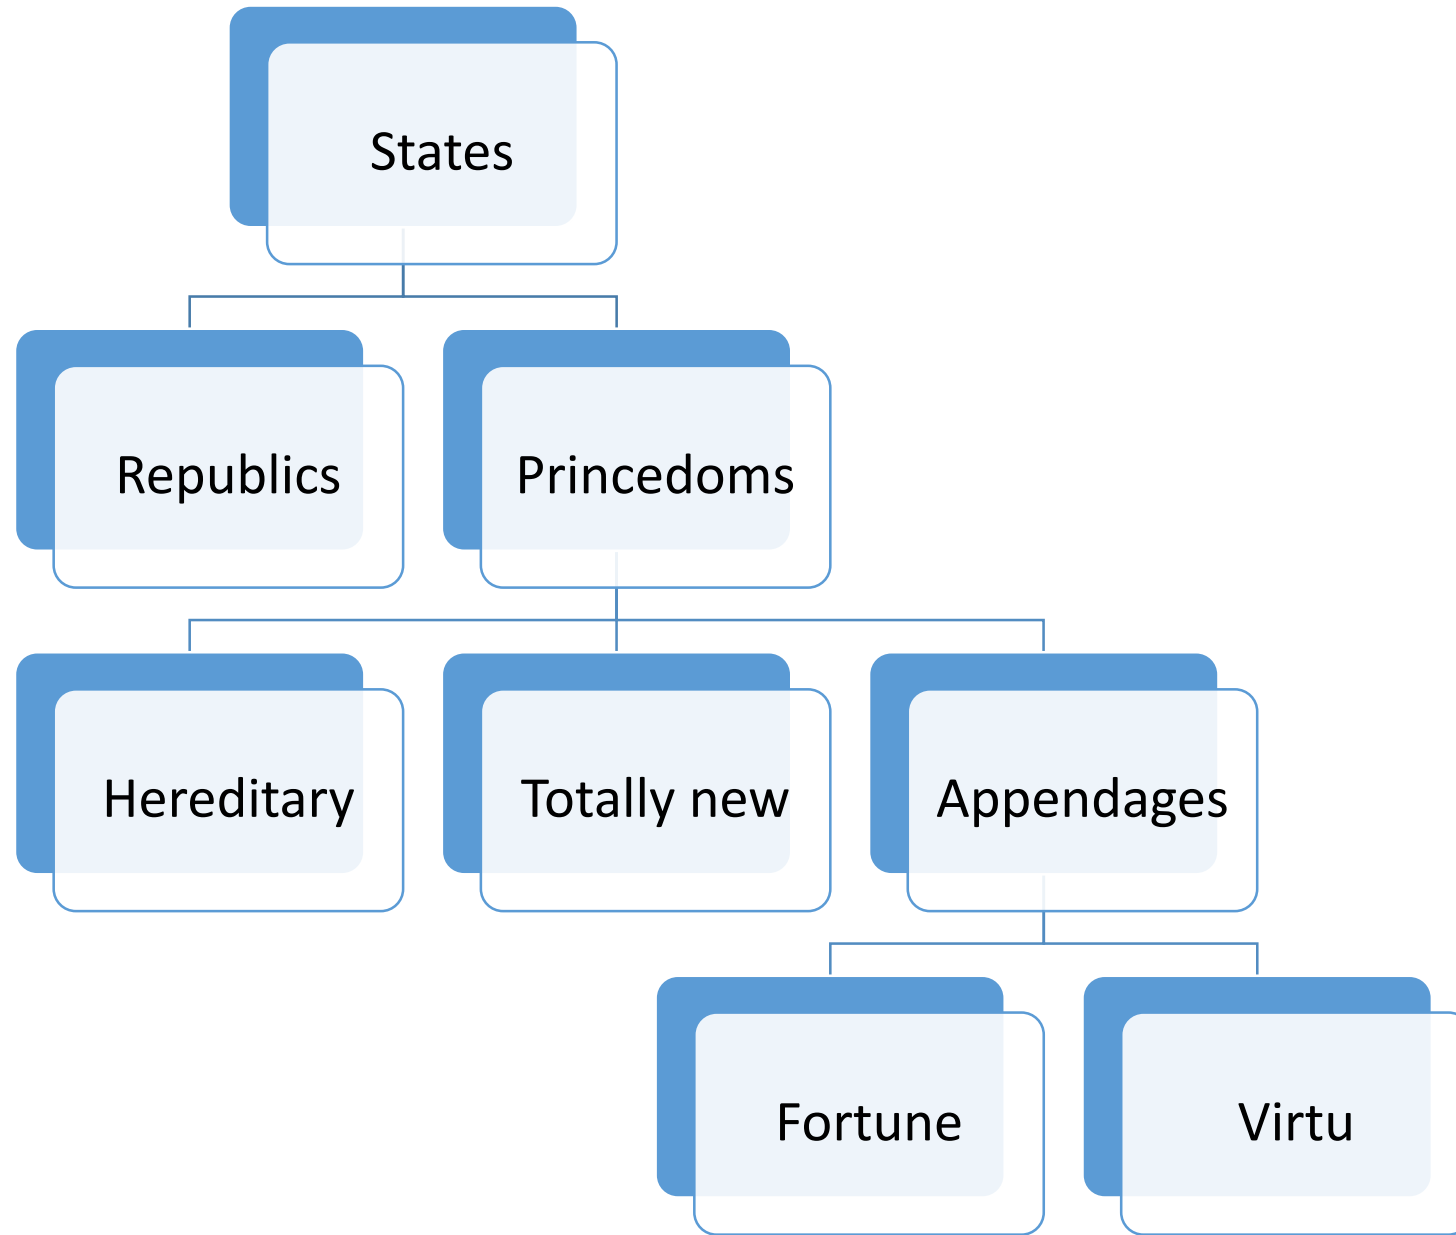 States
Republics
Princedoms
Hereditary
Totally new
Appendages
Fortune
Virtu